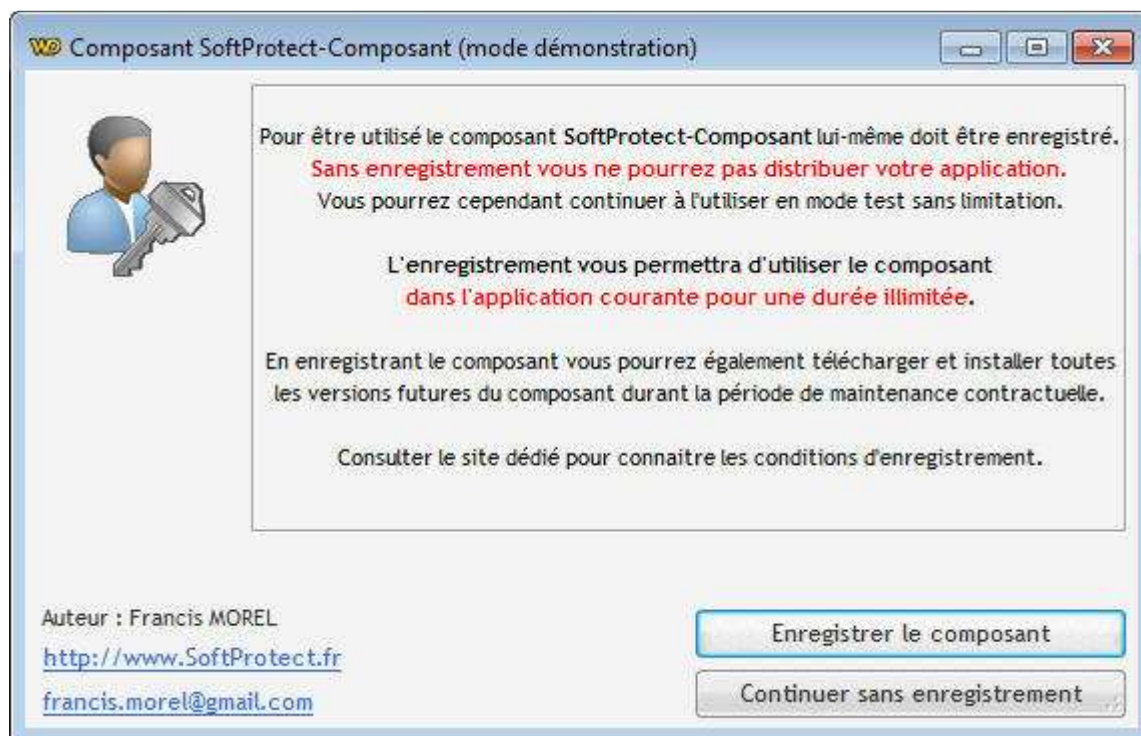 Composant SoftProtect-Composant (mode démonstration)
Pour être utilisé le composant SoftProtect-Composant lui-même doit être enregistré.
Sans enregistrement vous ne pourrez pas distribuer votre application.
Vous pourrez cependant continuer à l'utiliser en mode test sans limitation.
L'enregistrement vous permettra d'utiliser le composant
dans l'application courante pour une durée illimitée.
En enregistrant le composant vous pourrez également télécharger et installer toutes
les versions futures du composant durant la période de maintenance contractuelle.
Consulter le site dédié pour connaitre les conditions d'enregistrement.
Auteur : Francis MOREL
http://www.SoftProtect.fr
francis.morel@gmail.com
Enregistrer le composant
Continuer sans enregistrement